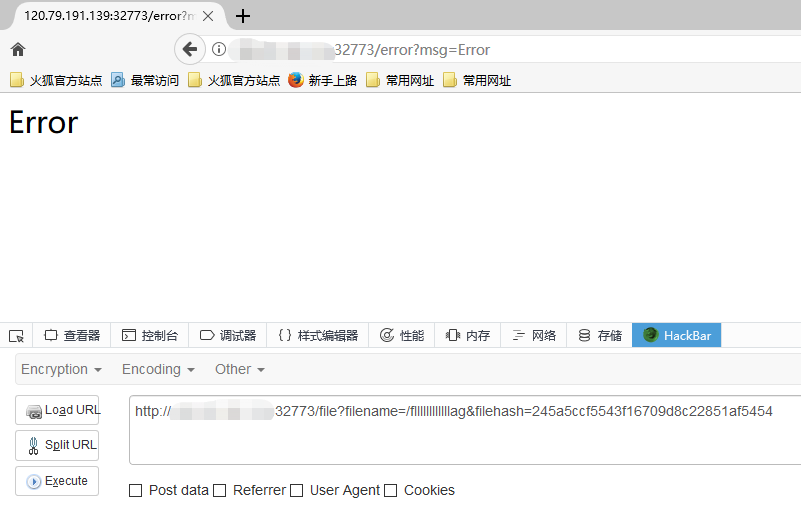 120.79.191.139:32773/error?m
32773/error?msg=Error
火狐官方站点 最常访问 火狐官方站点 新手上路 常用网址 常用网址
Error
查看器 控制台 调试器 { } 样式编辑器 性能 内存 网络 存储 HackBar
Encryption Encoding Other
Load URL
http:// 32773/file?filename=/fllllllllllllag&filehash=245a5ccf5543f16709d8c22851af5454
Split URL
Execute
Post data Referrer User Agent Cookies